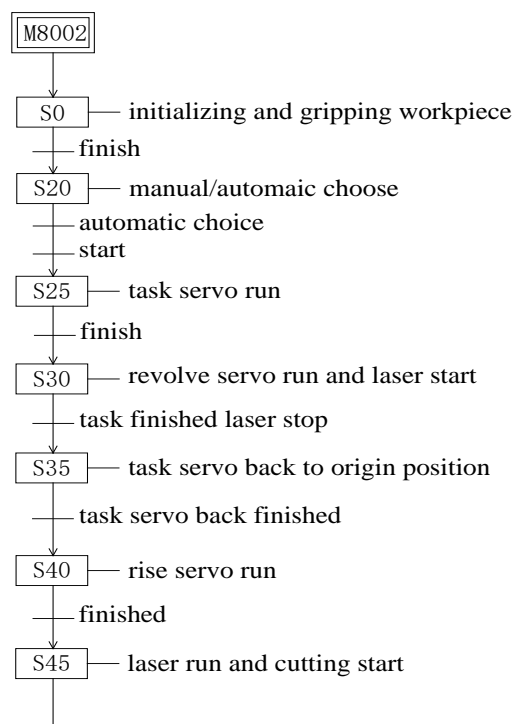 M8002
S0 initializing and gripping workpiece
finish
S20 manual/automaic choose
automatic choice
start
S25 task servo run
finish
S30 revolve servo run and laser start
task finished laser stop
S35 task servo back to origin position
task servo back finished
S40 rise servo run
finished
S45 laser run and cutting start